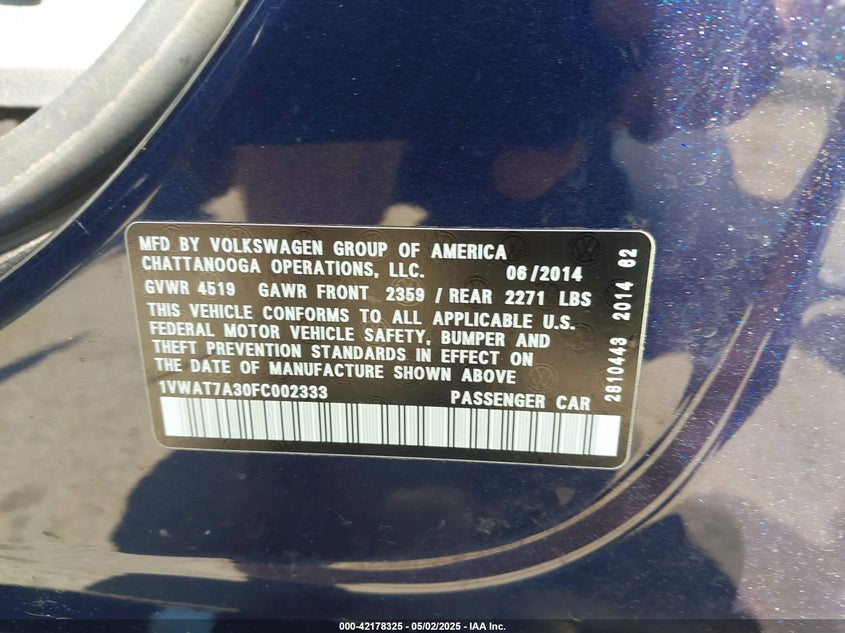 MFD BY VOLKSWAGEN GROUP OF AMERICA
CHATTANOOGA OPERATIONS, LLC. 06/2014
GVWR 4519 GAWR FRONT 2359 / REAR 2271 LBS
THIS VEHICLE CONFORMS TO ALL APPLICABLE U.S.
FEDERAL MOTOR VEHICLE SAFETY, BUMPER AND
THEFT PREVENTION STANDARDS IN EFFECT ON
THE DATE OF MANUFACTURE SHOWN ABOVE
1VWAT7A30FC002333 PASSENGER CAR
2810443 2014 62
000-42178325 - 05/02/2025 - IAA Inc.